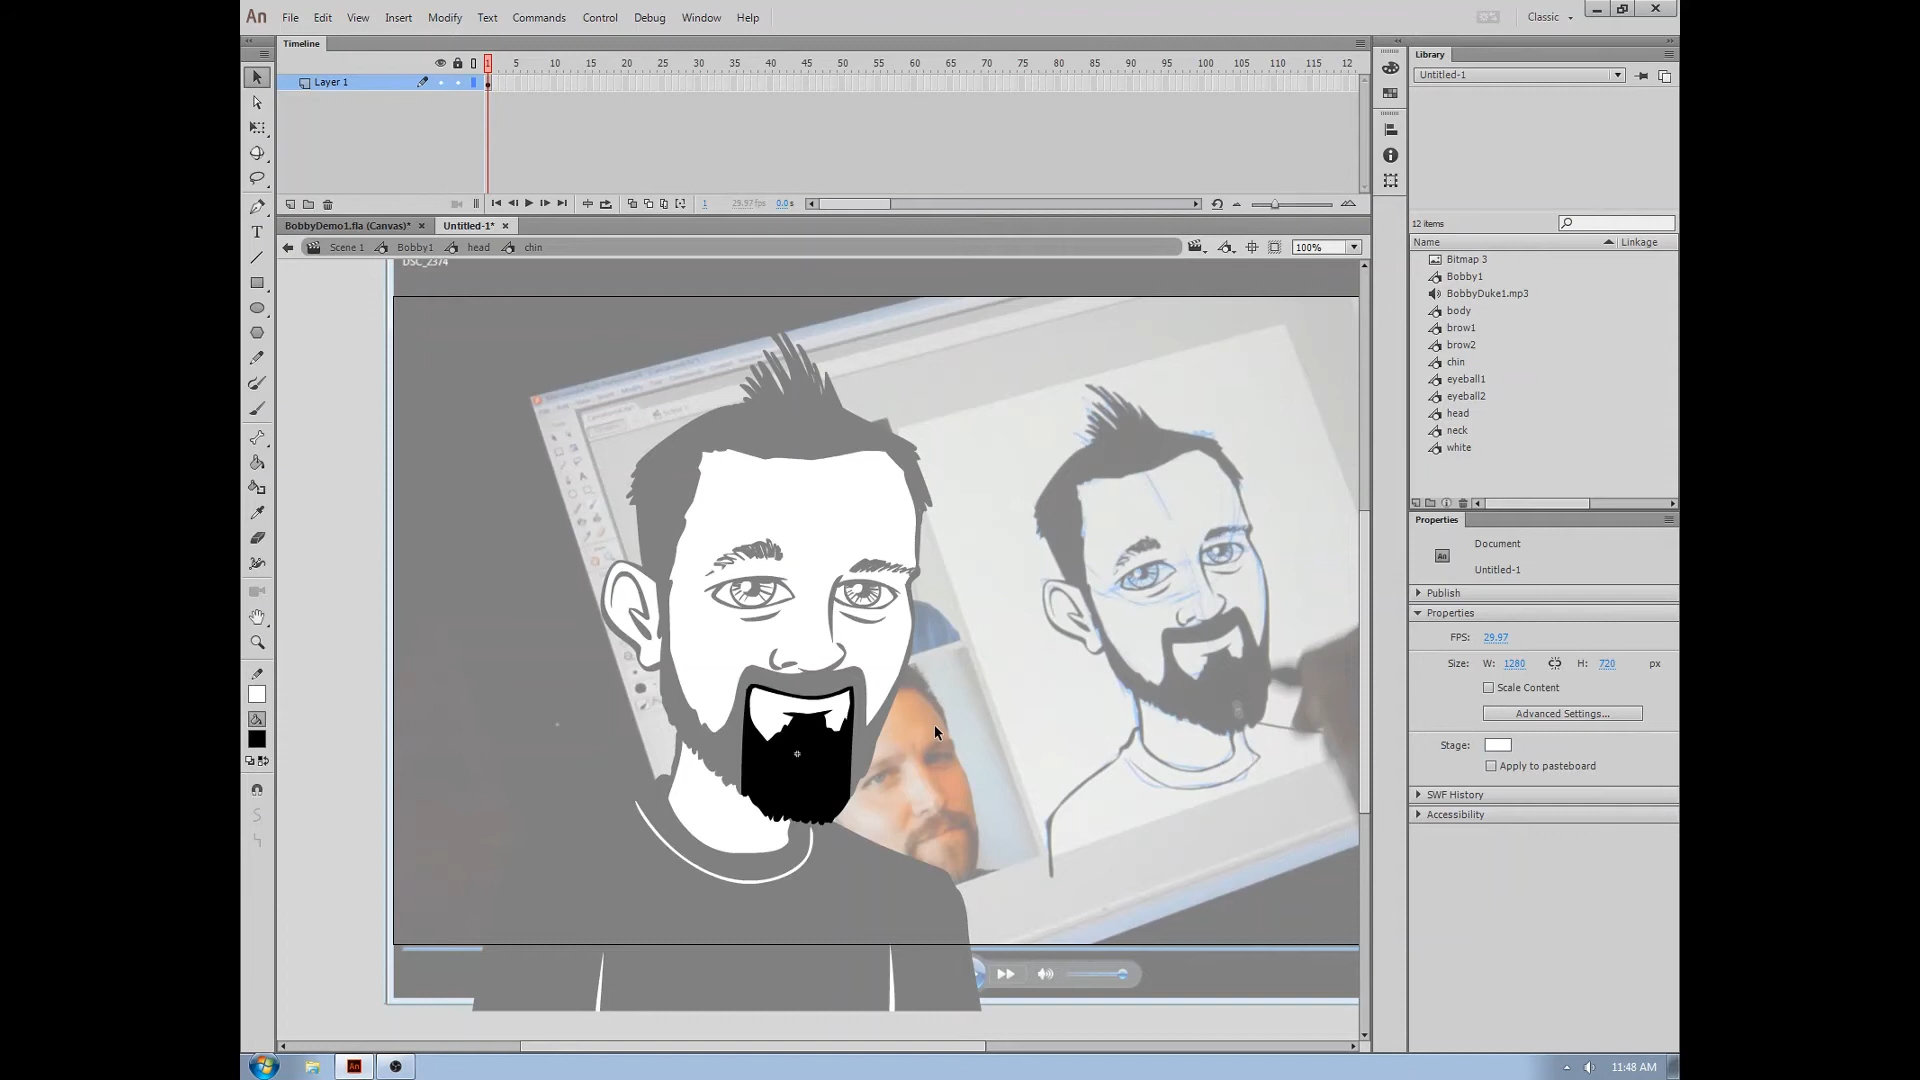 An File Edit View Insert Modify Text Commands Control Debug Window Help Classic
Timeline
1 5 10 15 20 25 30 35 40 45 50 55 60 65 70 75 80 85 90 95 100 105 110 115 12
Layer 1
1 29.97 fps 0.0 s
BobbyDemo1.fla (Canvas)* Untitled-1*
Scene 1 Bobby1 head chin 100%
DSC_2374
Library
Untitled-1
12 items
Name Linkage
Bitmap 3
Bobby1
BobbyDuke1.mp3
body
brow1
brow2
chin
eyeball1
eyeball2
head
neck
white
Properties
Document
An
Untitled-1
Publish
Properties
FPS: 29.97
Size: W: 1280 H: 720 px
Scale Content
Advanced Settings...
Stage:
Apply to pasteboard
SWF History
Accessibility
An 11:48 AM